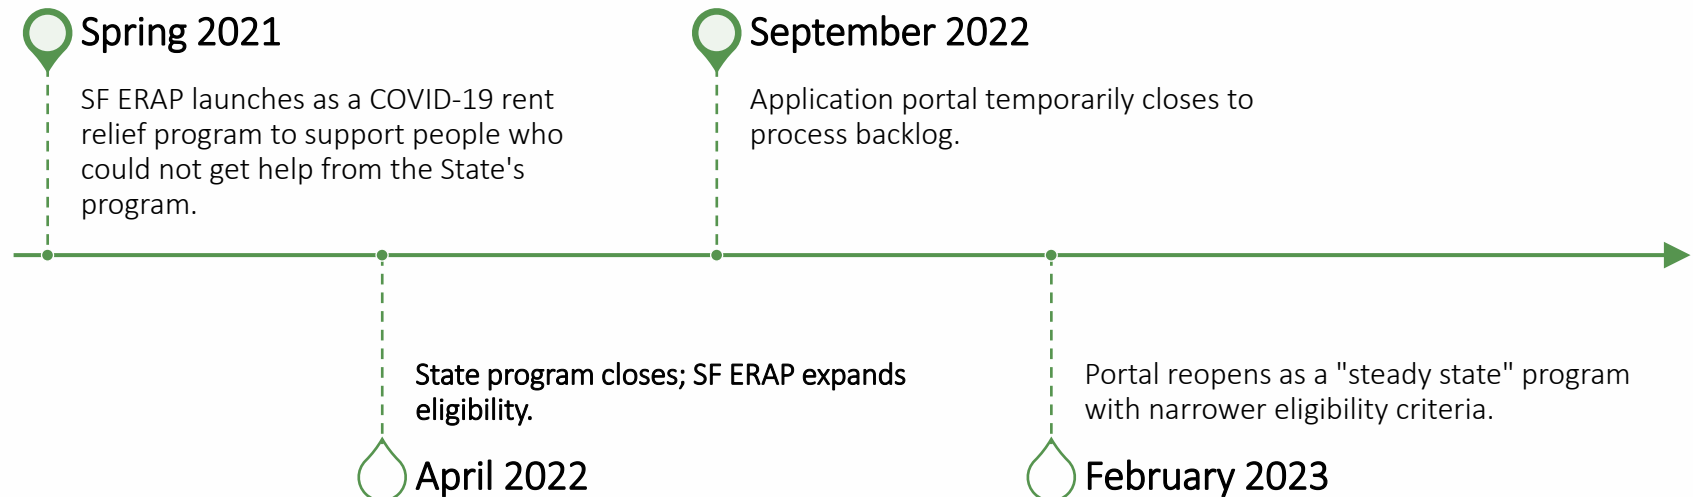 Spring 2021
SF ERAP launches as a COVID-19 rent
relief program to support people who
could not get help from the State's
program.
September 2022
Application portal temporarily closes to
process backlog.
State program closes; SF ERAP expands
eligibility.
April 2022
Portal reopens as a "steady state" program
with narrower eligibility criteria.
February 2023